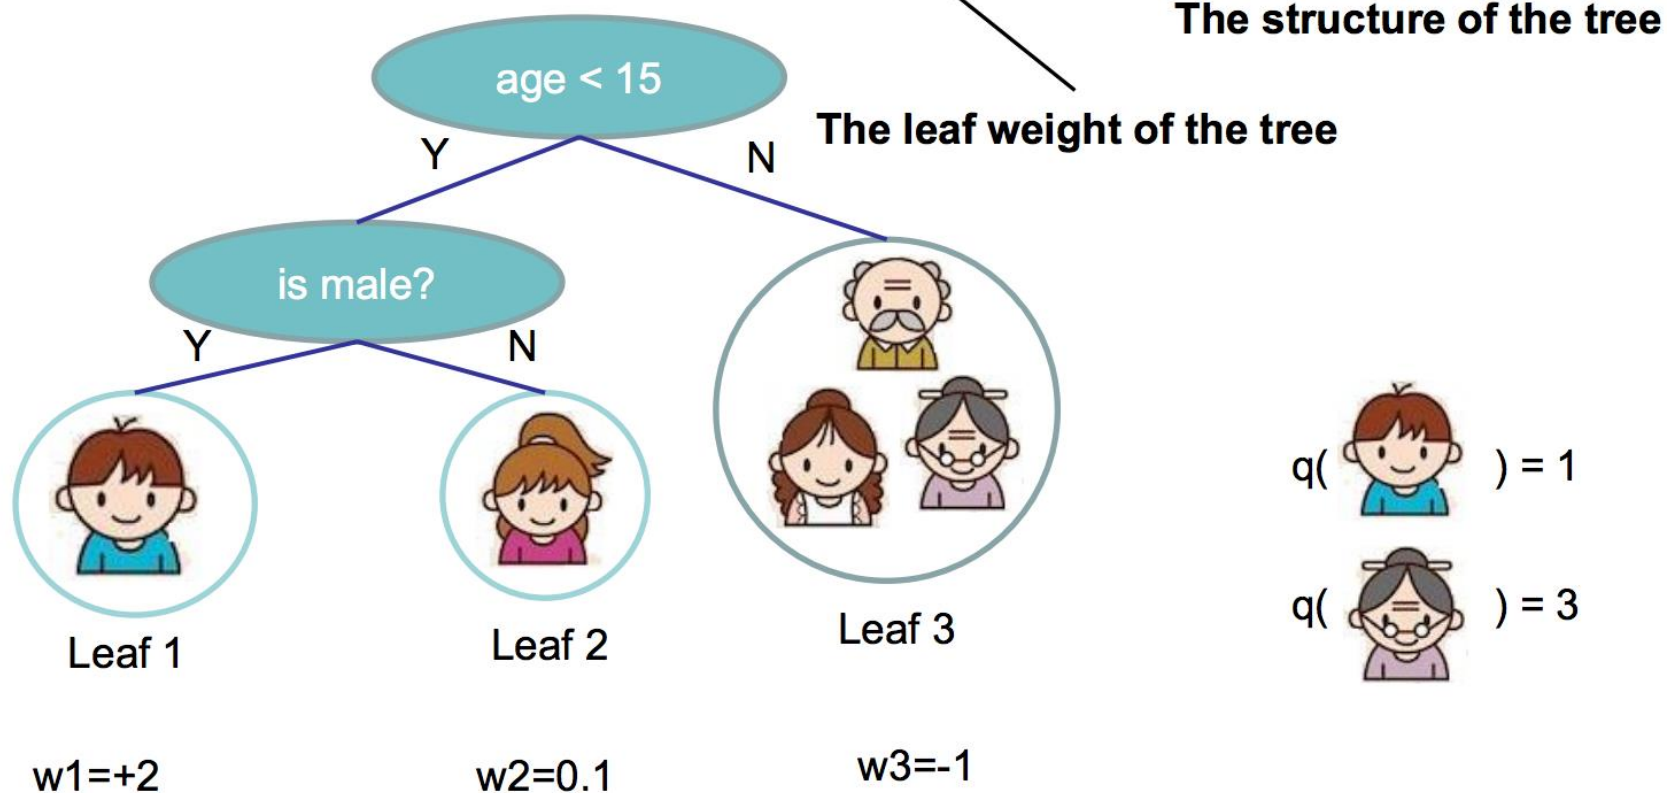 The structure of the tree
age < 15
The leaf weight of the tree
Y
N
is male?
Y
N
q( ) = 1
q( ) = 3
Leaf 1
Leaf 2
Leaf 3
w1=+2
w2=0.1
w3=-1